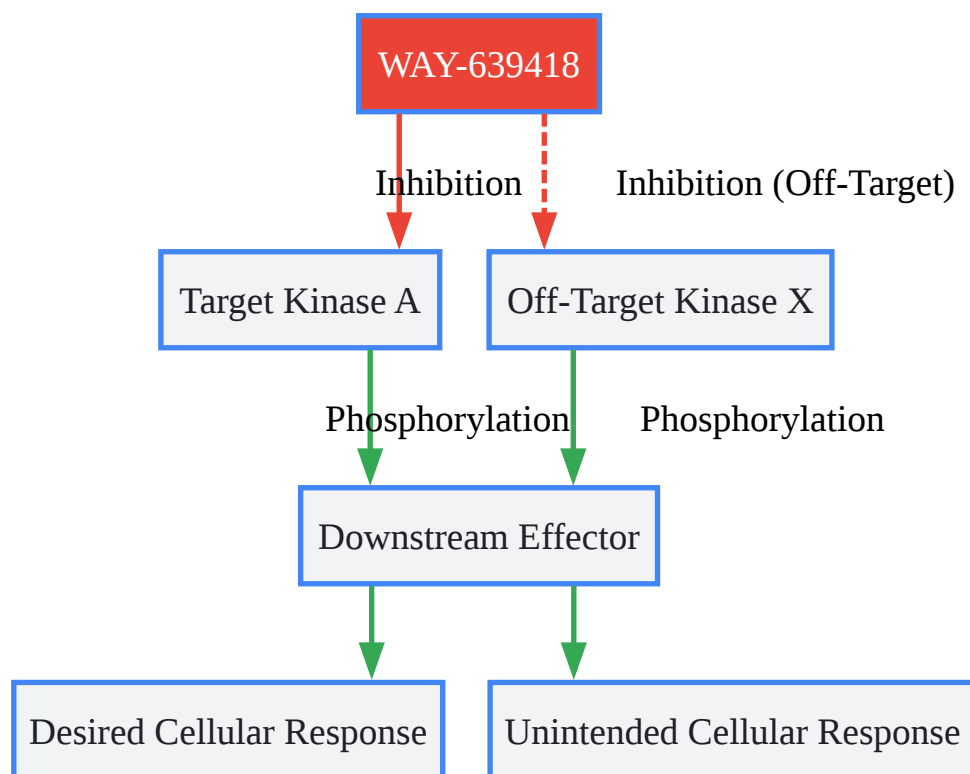 WAY-639418
Inhibition
Inhibition (Off-Target)
Target Kinase A
Off-Target Kinase X
Phosphorylation
Phosphorylation
Downstream Effector
Desired Cellular Response
Unintended Cellular Response